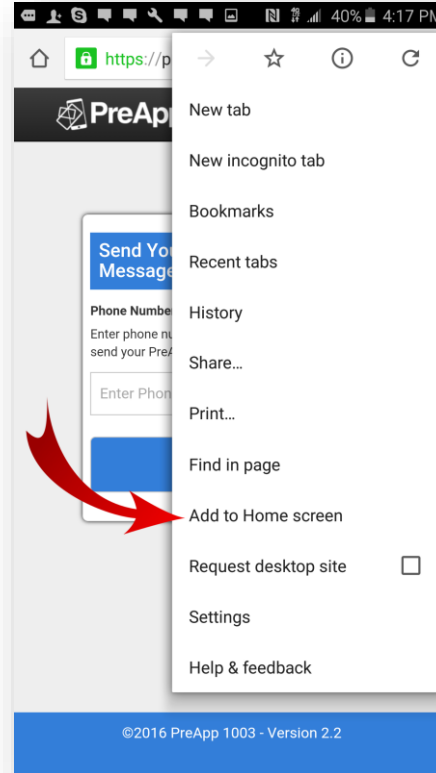 40% 4:17 PM
https://p
PreAp
New tab
New incognito tab
Bookmarks
Recent tabs
History
Share...
Print...
Find in page
Add to Home screen
Request desktop site
Settings
Help & feedback
Send You
Message
Phone Numbe
Enter phone nu
send your PreA
Enter Phon
©2016 PreApp 1003 - Version 2.2